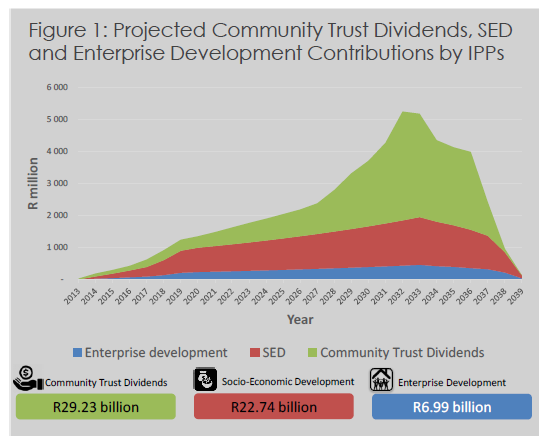 Figure 1: Projected Community Trust Dividends, SED
and Enterprise Development Contributions by IPPs
6 000
5 000
4 000
3 000
2 000
1 000
-
R million
2013 2014 2015 2016 2017 2018 2019 2020 2021 2022 2023 2024 2025 2026 2027 2028 2029 2030 2031 2032 2033 2034 2035 2036 2037 2038 2039
Year
Enterprise development SED Community Trust Dividends
$ Community Trust Dividends
R29.23 billion
Socio-Economic Development
R22.74 billion
Enterprise Development
R6.99 billion